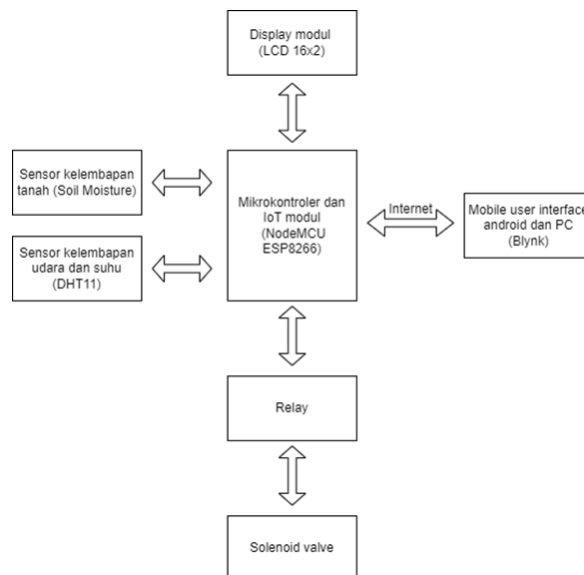 Display modul
(LCD 16x2)
Sensor kelembapan
tanah (Soil Moisture)
Mikrokontroler dan
IoT modul
(NodeMCU
ESP8266)
Internet
Mobile user interface
android dan PC
(Blynk)
Sensor kelembapan
udara dan suhu
(DHT11)
Relay
Solenoid valve